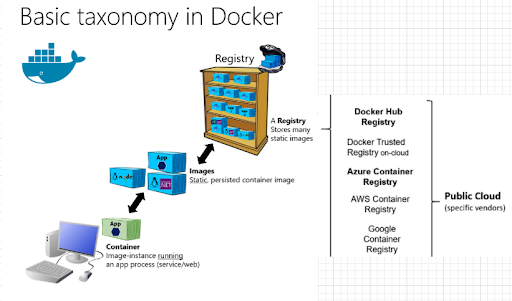 Basic taxonomy in Docker
Registry
A Registry
Stores many
static images
App
Images
Static, persisted container image
App
Container
Image-instance running
an app process (service/web)
Docker Hub
Registry
Docker Trusted
Registry on-cloud
Azure Container
Registry
AWS Container
Registry
Google
Container
Registry
Public Cloud
(specific vendors)